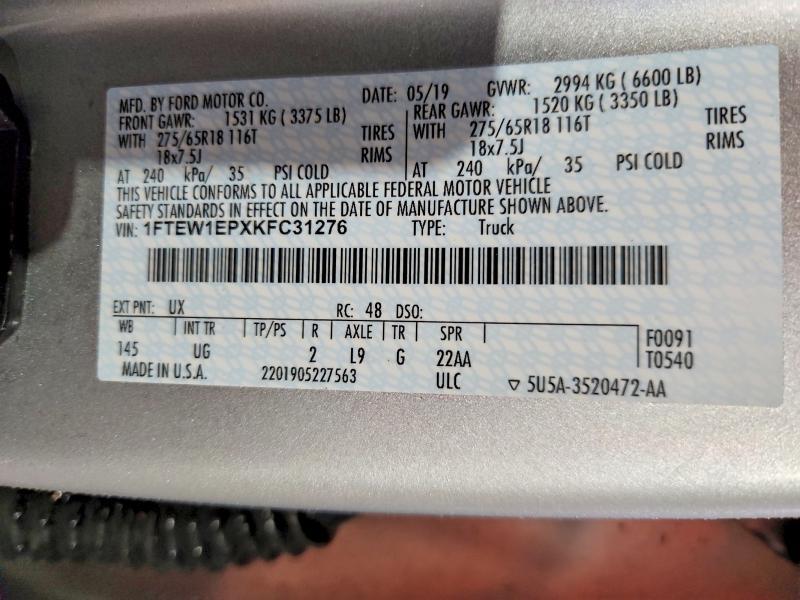 MFD. BY FORD MOTOR CO. DATE: 05/19 GVWR: 2994 KG ( 6600 LB)
FRONT GAWR: 1531 KG ( 3375 LB) REAR GAWR: 1520 KG ( 3350 LB)
WITH 275/65R18 116T TIRES WITH 275/65R18 116T TIRES
18x7.5J RIMS 18x7.5J RIMS
AT 240 kPa/ 35 PSI COLD AT 240 kPa/ 35 PSI COLD
THIS VEHICLE CONFORMS TO ALL APPLICABLE FEDERAL MOTOR VEHICLE
SAFETY STANDARDS IN EFFECT ON THE DATE OF MANUFACTURE SHOWN ABOVE.
VIN: 1FTEW1EPXKFC31276 TYPE: Truck
EXT PNT: UX RC: 48 DSO:
WB INT TR TP/PS R AXLE TR SPR F0091
145 UG 2 L9 G 22AA T0540
MADE IN U.S.A. 2201905227563 ULC ▽ 5U5A-3520472-AA